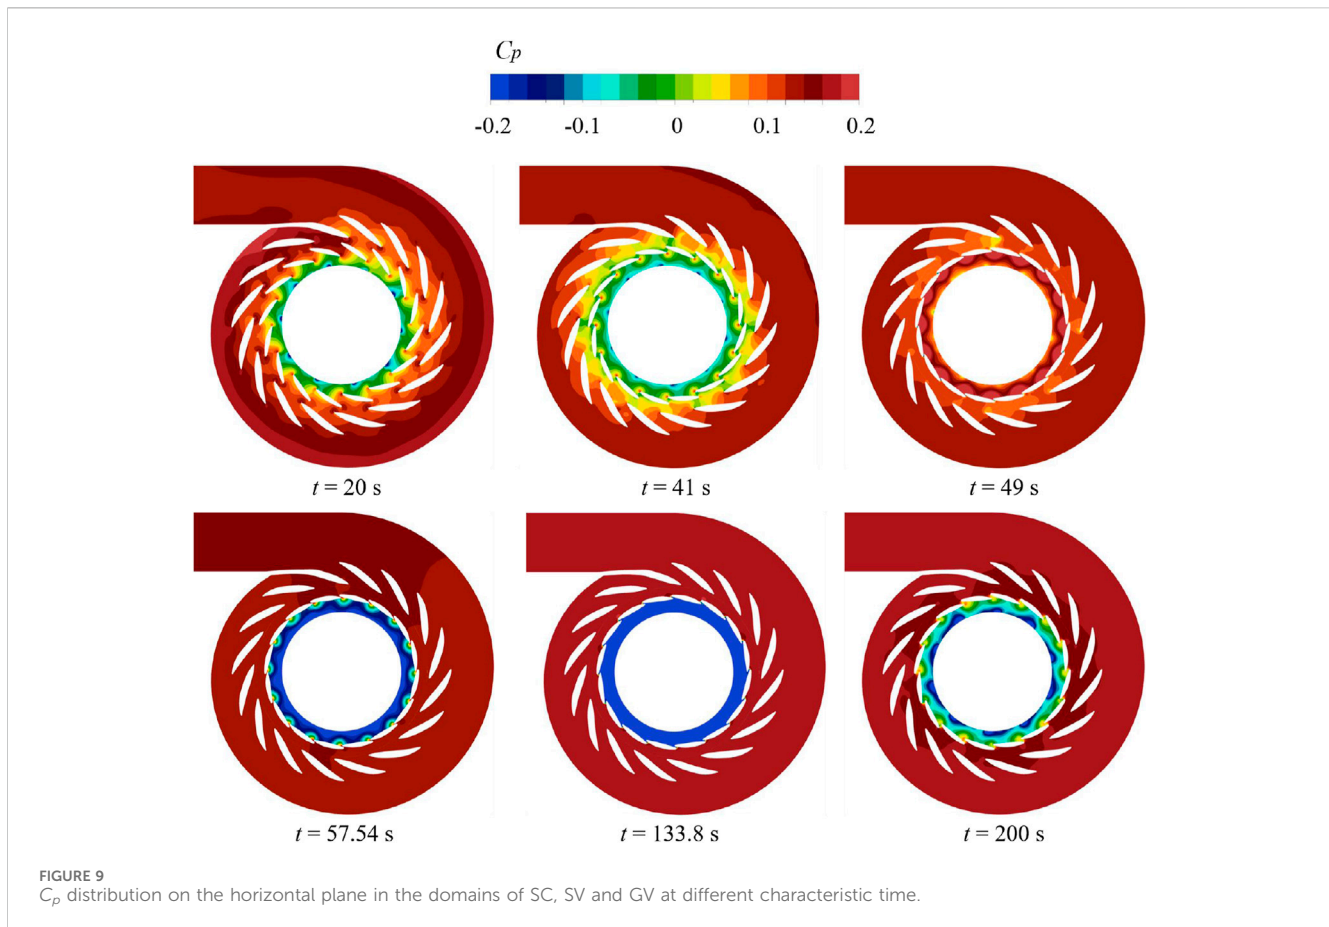 Cp
-0.2 -0.1 0 0.1 0.2
t = 20 s t = 41 s t = 49 s
t = 57.54 s t = 133.8 s t = 200 s
FIGURE 9
Cp distribution on the horizontal plane in the domains of SC, SV and GV at different characteristic time.